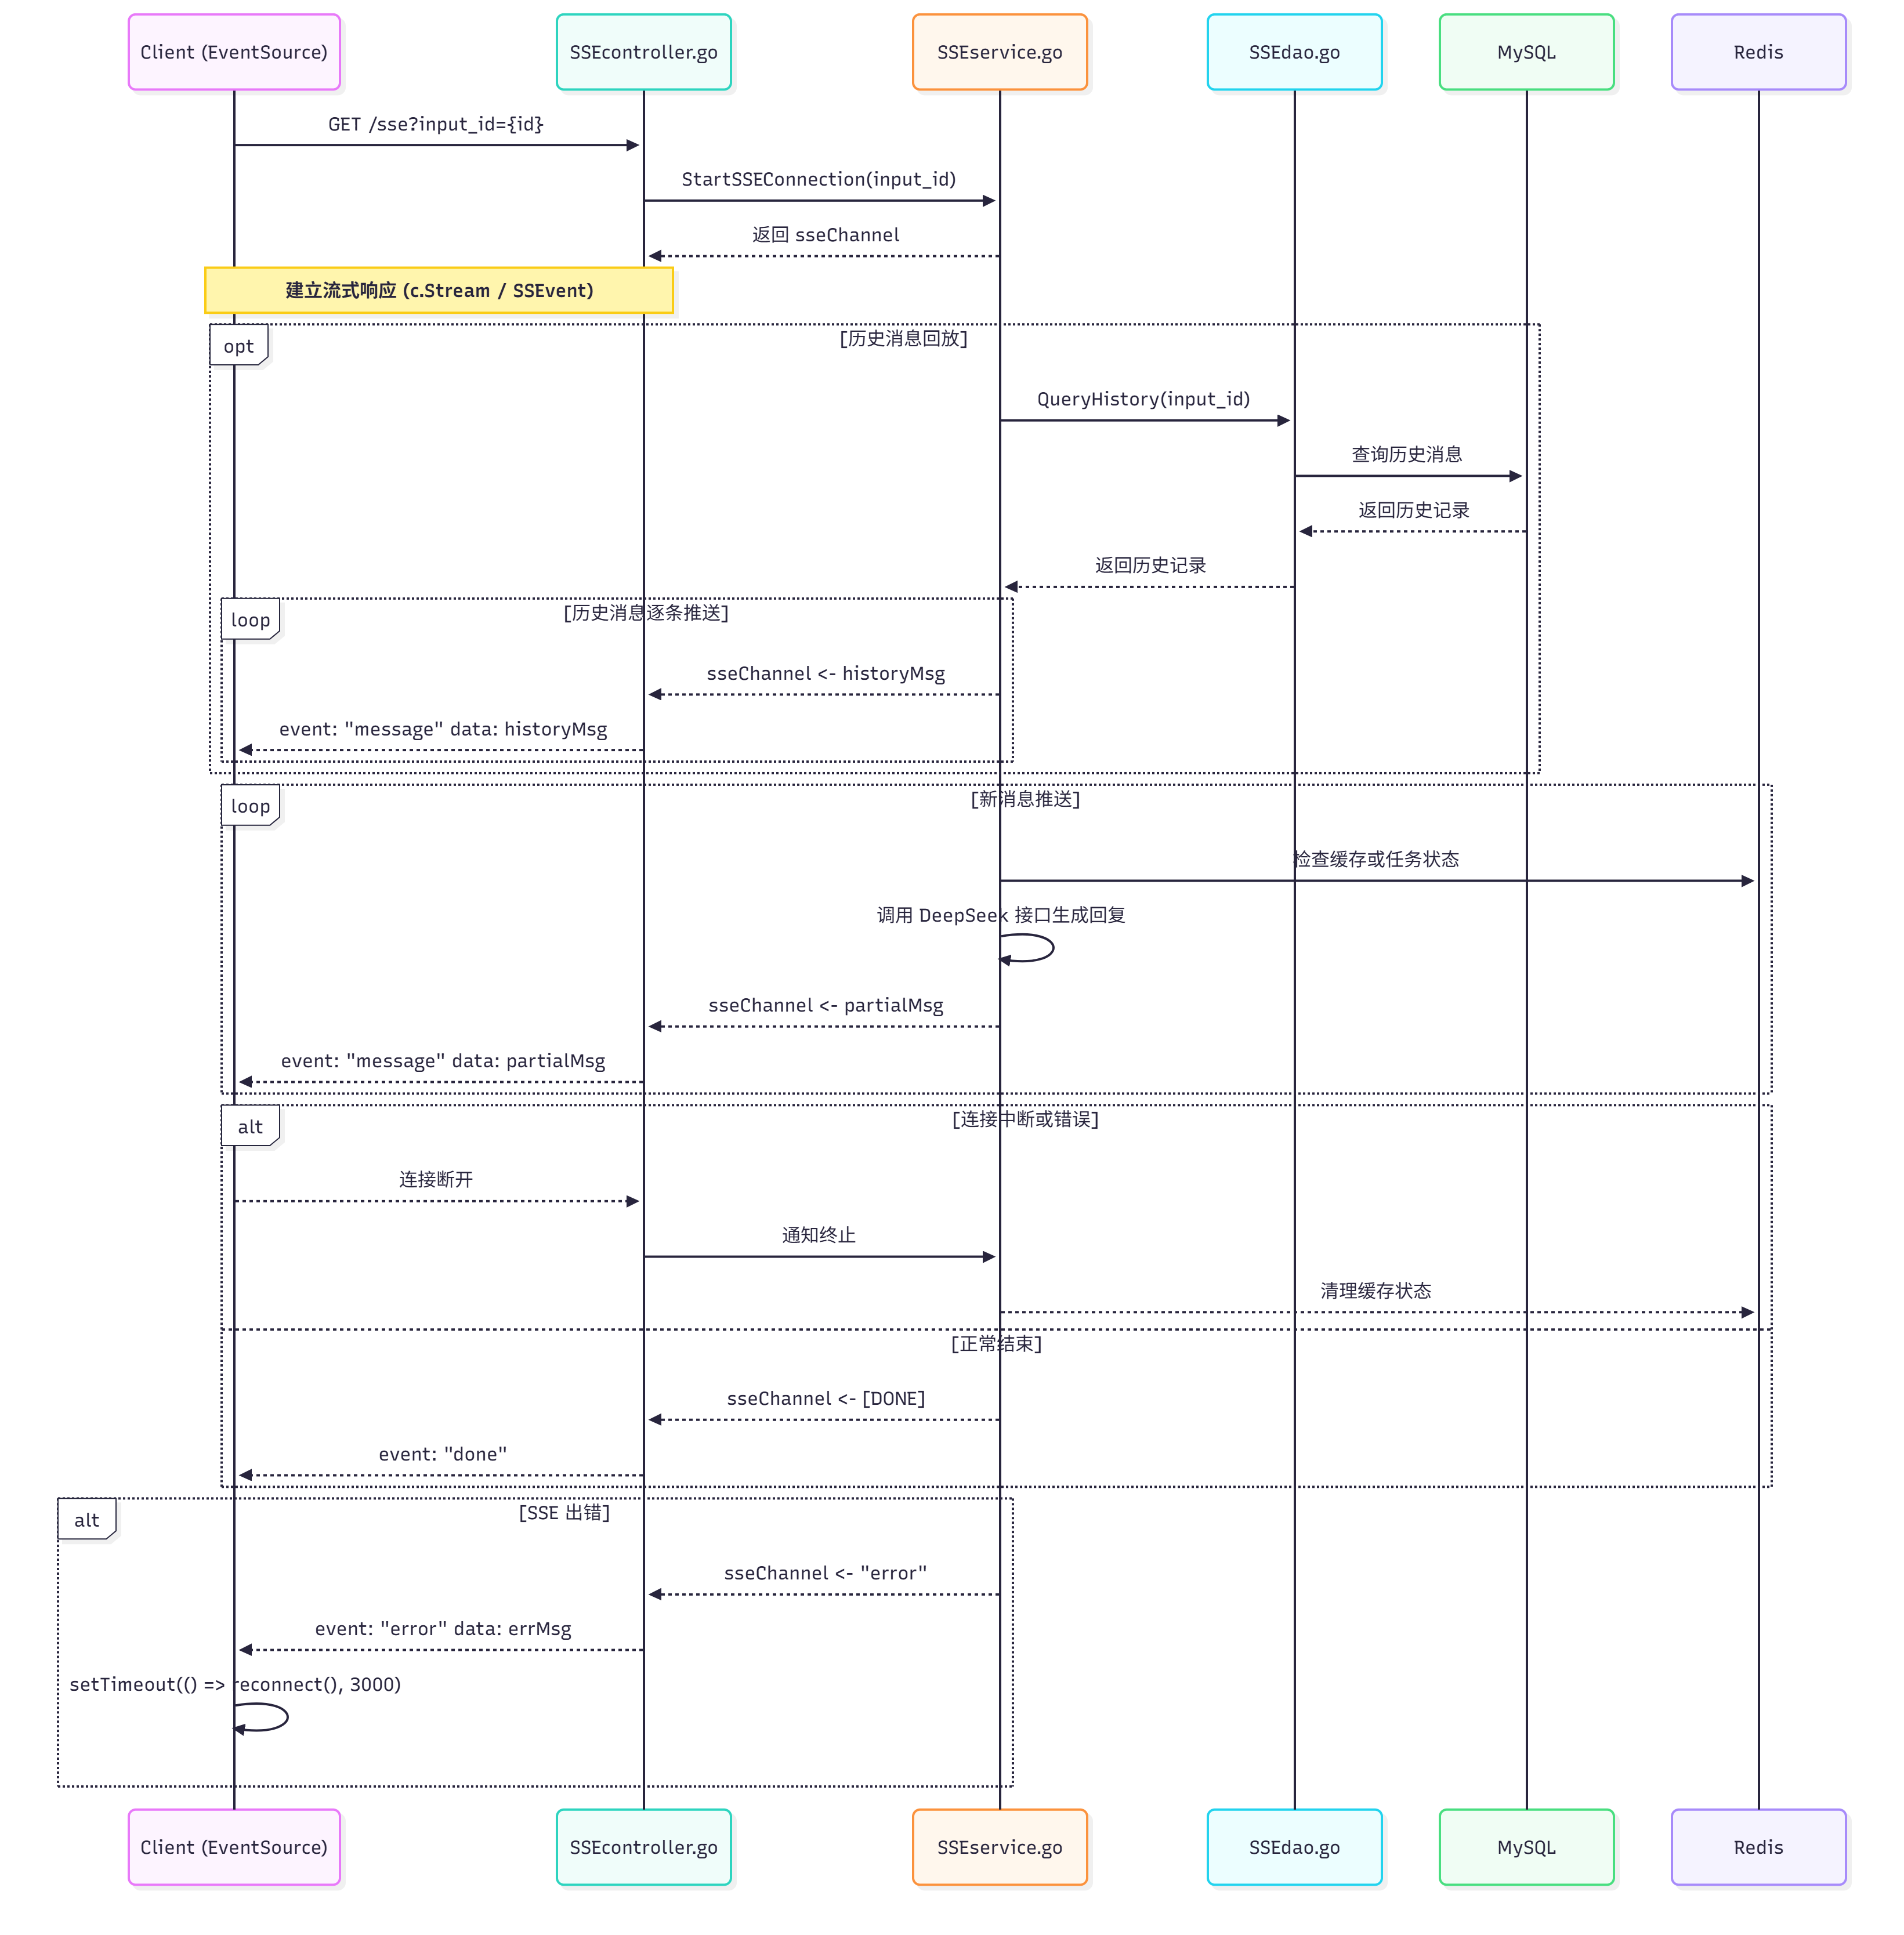 Client (EventSource)
SSEcontroller.go
SSEservice.go
SSEdao.go
MySQL
Redis
GET /sse?input_id={id}
StartSSEConnection(input_id)
返回 sseChannel
建立流式响应 (c.Stream / SSEvent)
opt
[历史消息回放]
QueryHistory(input_id)
查询历史消息
返回历史记录
返回历史记录
loop
[历史消息逐条推送]
sseChannel <- historyMsg
event: "message" data: historyMsg
loop
[新消息推送]
检查缓存或任务状态
调用 DeepSeek 接口生成回复
sseChannel <- partialMsg
event: "message" data: partialMsg
alt
[连接中断或错误]
连接断开
通知终止
清理缓存状态
[正常结束]
sseChannel <- [DONE]
event: "done"
alt
[SSE 出错]
sseChannel <- "error"
event: "error" data: errMsg
setTimeout(() => reconnect(), 3000)
Client (EventSource)
SSEcontroller.go
SSEservice.go
SSEdao.go
MySQL
Redis